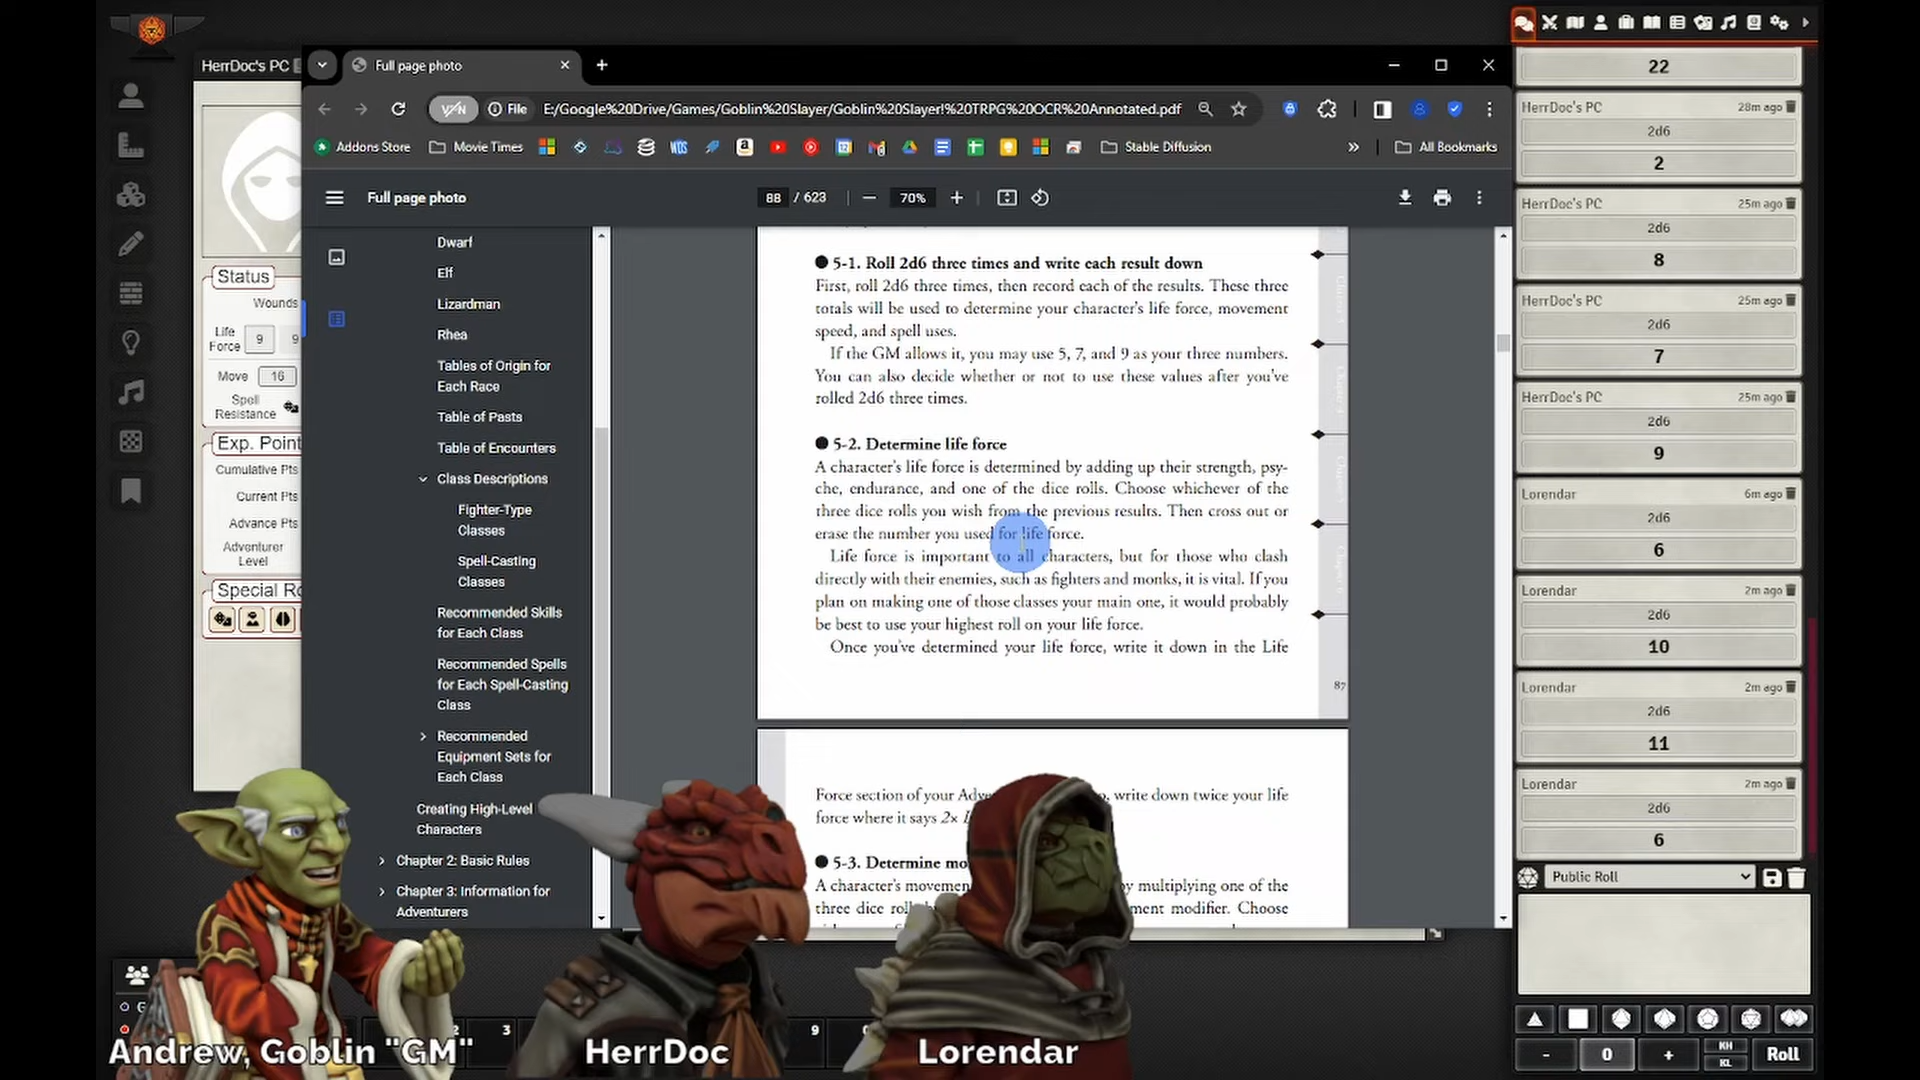 HerrDoc's PC
Full page photo
File
E:/Google%20Drive/Games/Goblin%20Slayer/Goblin%20Slayer!%20TRPG%20OCR%20Annotated.pdf
Addons Store
Movie Times
Stable Diffusion
All Bookmarks
Full page photo
88 / 623
70%
Status
Wounds
Life
Force
9
9
Move
16
Spell
Resistance
Exp. Point
Cumulative Pts
Current Pts
Advance Pts
Adventurer
Level
Special Ro
Dwarf
Elf
Lizardman
Rhea
Tables of Origin for
Each Race
Table of Pasts
Table of Encounters
Class Descriptions
Fighter-Type
Classes
Spell-Casting
Classes
Recommended Skills
for Each Class
Recommended Spells
for Each Spell-Casting
Class
Recommended
Equipment Sets for
Each Class
Creating High-Level
Characters
Chapter 2: Basic Rules
Chapter 3: Information for
Adventurers
● 5-1. Roll 2d6 three times and write each result down
First, roll 2d6 three times, then record each of the results. These three
totals will be used to determine your character's life force, movement
speed, and spell uses.
If the GM allows it, you may use 5, 7, and 9 as your three numbers.
You can also decide whether or not to use these values after you've
rolled 2d6 three times.
● 5-2. Determine life force
A character's life force is determined by adding up their strength, psy-
che, endurance, and one of the dice rolls. Choose whichever of the
three dice rolls you wish from the previous results. Then cross out or
erase the number you used for life force.
Life force is important to all characters, but for those who clash
directly with their enemies, such as fighters and monks, it is vital. If you
plan on making one of those classes your main one, it would probably
be best to use your highest roll on your life force.
Once you've determined your life force, write it down in the Life
87
Force section of your Adve , write down twice your life
force where it says 2×
● 5-3. Determine mo
A character's movemen y multiplying one of the
three dice roll ment modifier. Choose
22
HerrDoc's PC 28m ago
2d6
2
HerrDoc's PC 25m ago
2d6
8
HerrDoc's PC 25m ago
2d6
7
HerrDoc's PC 25m ago
2d6
9
Lorendar 6m ago
2d6
6
Lorendar 2m ago
2d6
10
Lorendar 2m ago
2d6
11
Lorendar 2m ago
2d6
6
Public Roll
- 0 + KH KL Roll
G
2 3 9
Andrew, Goblin "GM"
HerrDoc
Lorendar